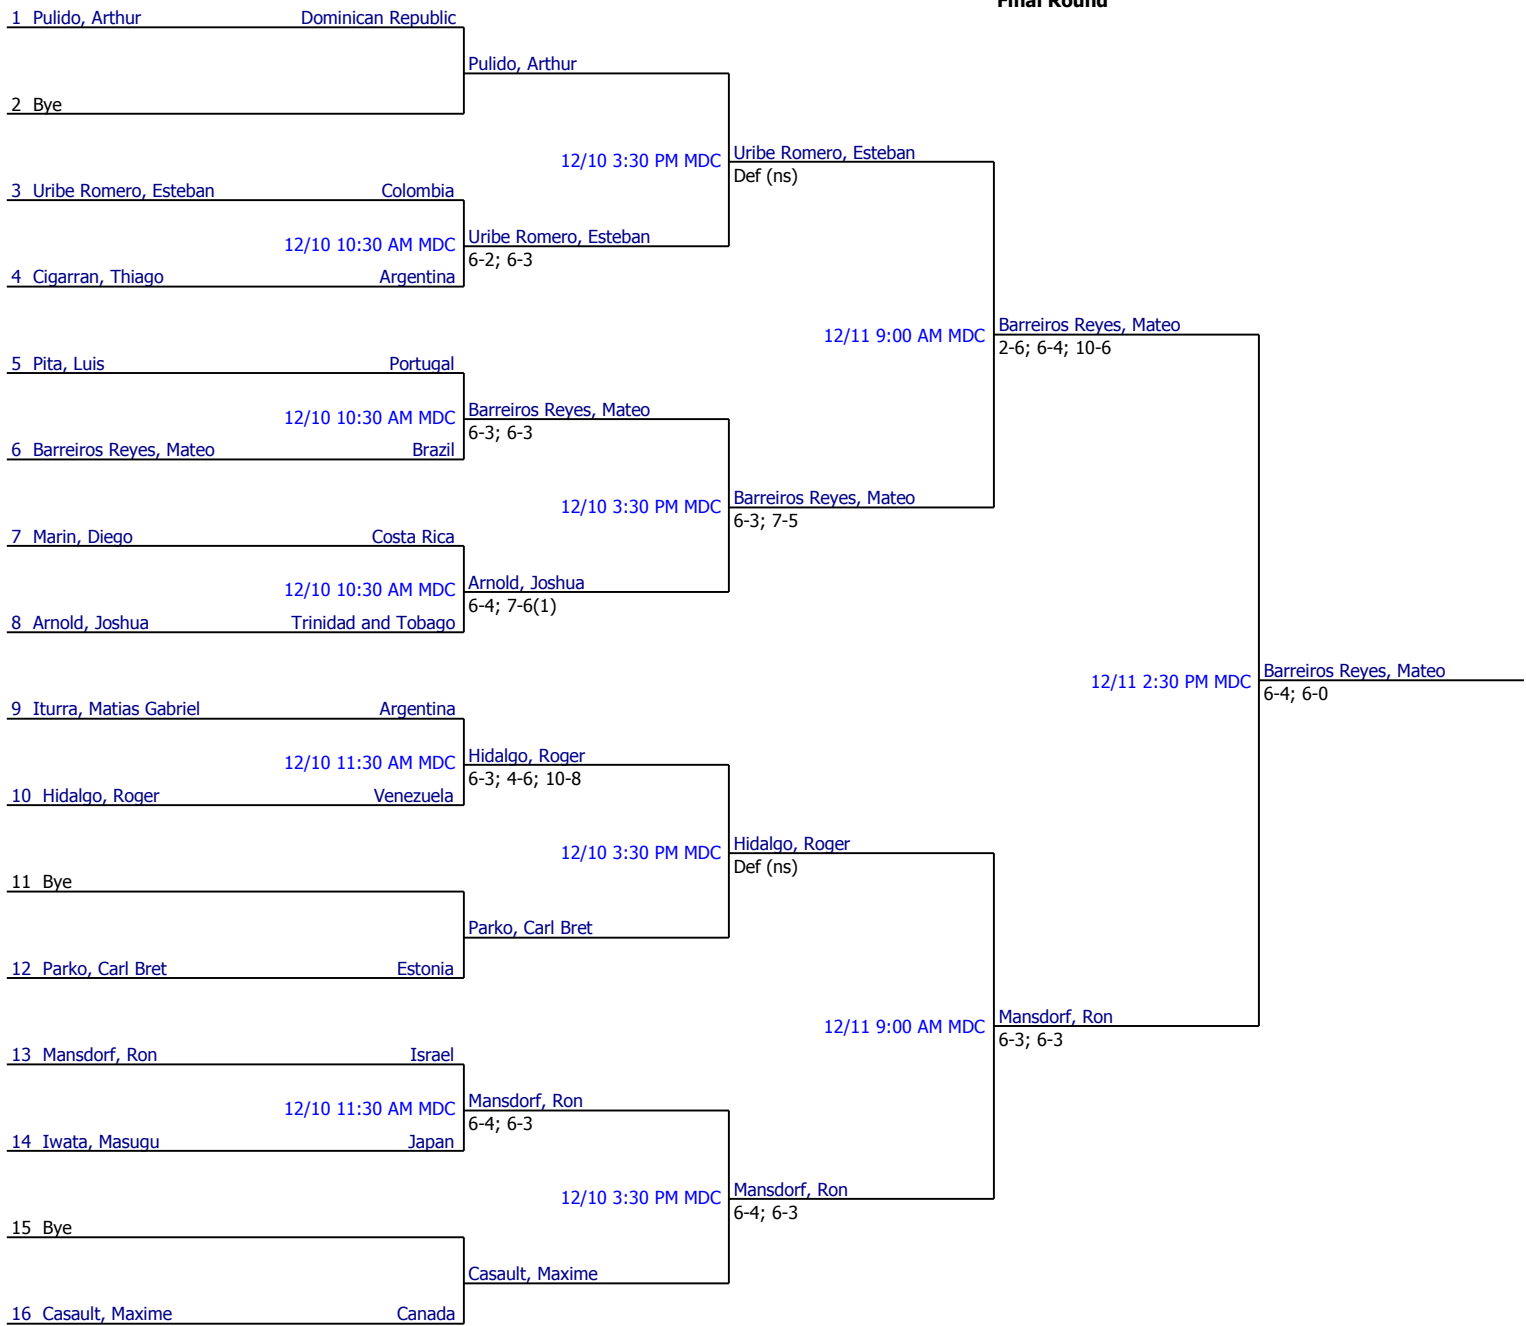 Final Round
1 Pulido, Arthur Dominican Republic
Pulido, Arthur
2 Bye
12/10 3:30 PM MDC Uribe Romero, Esteban
Def (ns)
3 Uribe Romero, Esteban Colombia
12/10 10:30 AM MDC Uribe Romero, Esteban
6-2; 6-3
4 Cigarran, Thiago Argentina
12/11 9:00 AM MDC Barreiros Reyes, Mateo
2-6; 6-4; 10-6
5 Pita, Luis Portugal
12/10 10:30 AM MDC Barreiros Reyes, Mateo
6-3; 6-3
6 Barreiros Reyes, Mateo Brazil
12/10 3:30 PM MDC Barreiros Reyes, Mateo
6-3; 7-5
7 Marin, Diego Costa Rica
12/10 10:30 AM MDC Arnold, Joshua
6-4; 7-6(1)
8 Arnold, Joshua Trinidad and Tobago
12/11 2:30 PM MDC Barreiros Reyes, Mateo
6-4; 6-0
9 Iturra, Matias Gabriel Argentina
12/10 11:30 AM MDC Hidalgo, Roger
6-3; 4-6; 10-8
10 Hidalgo, Roger Venezuela
12/10 3:30 PM MDC Hidalgo, Roger
Def (ns)
11 Bye
Parko, Carl Bret
12 Parko, Carl Bret Estonia
12/11 9:00 AM MDC Mansdorf, Ron
6-3; 6-3
13 Mansdorf, Ron Israel
12/10 11:30 AM MDC Mansdorf, Ron
6-4; 6-3
14 Iwata, Masugu Japan
12/10 3:30 PM MDC Mansdorf, Ron
6-4; 6-3
15 Bye
Casault, Maxime
16 Casault, Maxime Canada